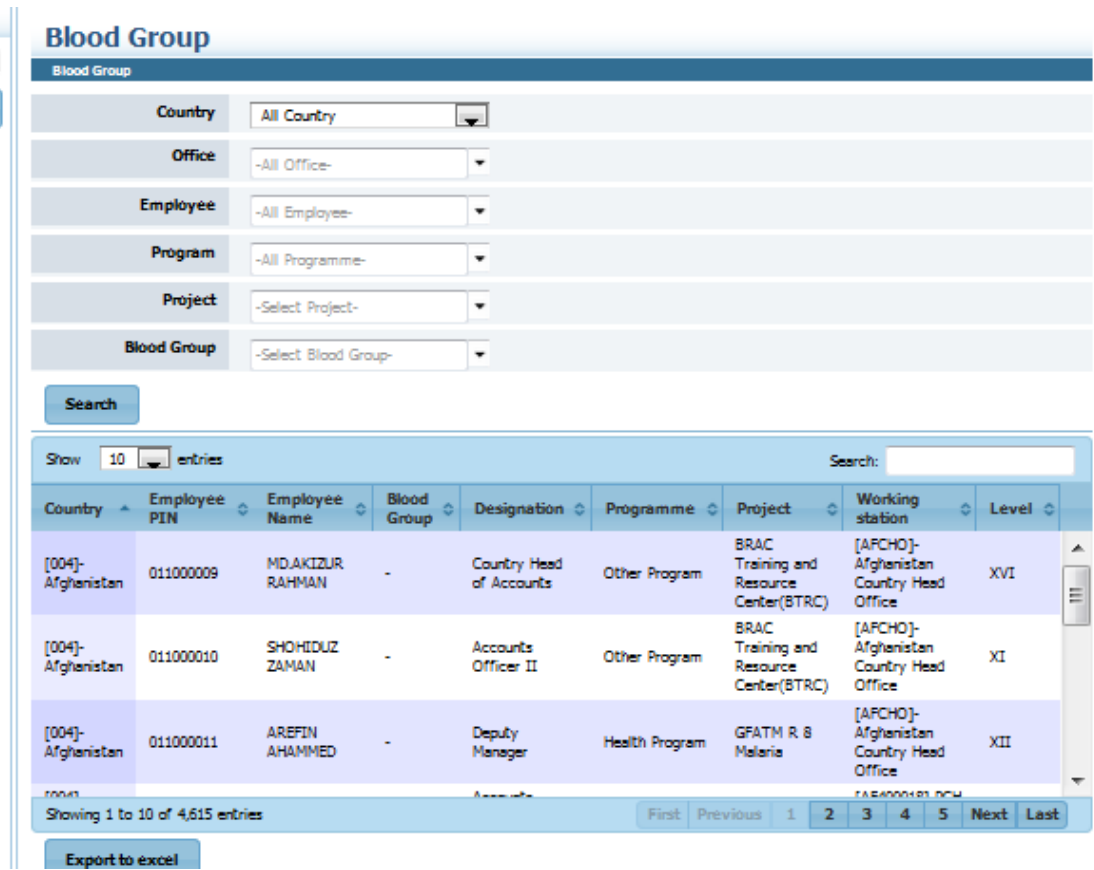 Blood Group
Blood Group
Country All Country
Office -All Office-
Employee -All Employee-
Program -All Programme-
Project -Select Project-
Blood Group -Select Blood Group-
Search
Show 10 entries Search:
Country Employee PIN Employee Name Blood Group Designation Programme Project Working station Level
[004]-Afghanistan 011000009 MD.AKIZUR RAHMAN - Country Head of Accounts Other Program BRAC Training and Resource Center(BTRC) [AFCHO]-Afghanistan Country Head Office XVI
[004]-Afghanistan 011000010 SHOHIDUZ ZAMAN - Accounts Officer II Other Program BRAC Training and Resource Center(BTRC) [AFCHO]-Afghanistan Country Head Office XI
[004]-Afghanistan 011000011 AREFIN AHAMMED - Deputy Manager Health Program GFATM R 8 Malaria [AFCHO]-Afghanistan Country Head Office XII
Showing 1 to 10 of 4,615 entries First Previous 1 2 3 4 5 Next Last
Export to excel